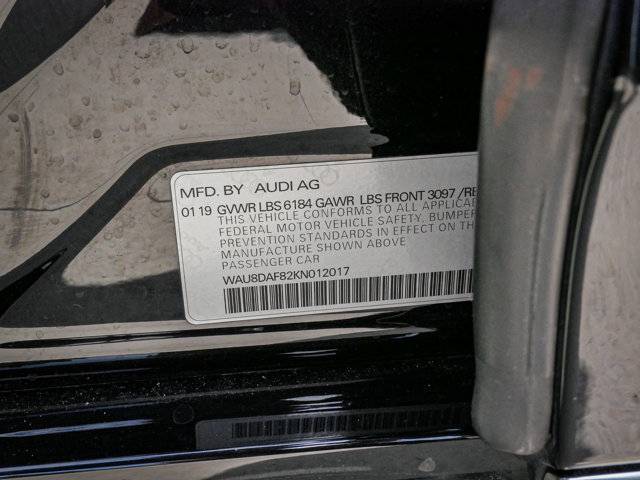 MFD. BY AUDI AG
01 19 GVWR LBS 6184 GAWR LBS FRONT 3097 /RE
THIS VEHICLE CONFORMS TO ALL APPLICA
FEDERAL MOTOR VEHICLE SAFETY, BUMPER
PREVENTION STANDARDS IN EFFECT ON TH
MANUFACTURE SHOWN ABOVE
PASSENGER CAR
WAU8DAF82KN012017